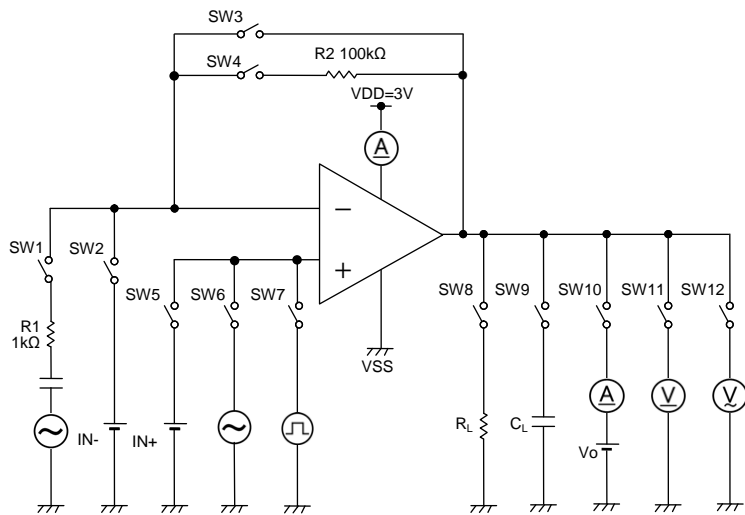 SW3
SW4
R2 100kΩ
VDD=3V
A
SW1
SW2
SW5
SW6
SW7
SW8
SW9
SW10
SW11
SW12
R1
1kΩ
VSS
A
V
V
IN-
IN+
RL
CL
Vo